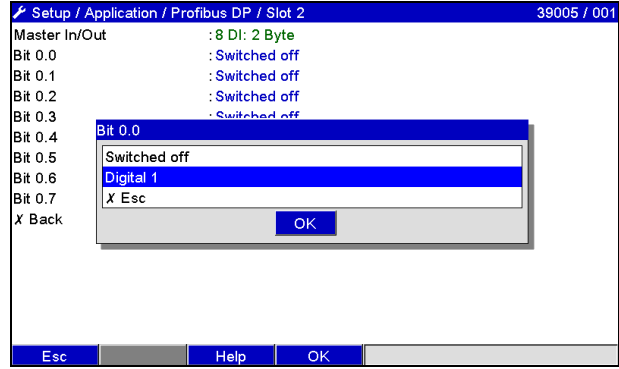 Setup / Application / Profibus DP / Slot 2 39005 / 001
Master In/Out : 8 DI: 2 Byte
Bit 0.0 : Switched off
Bit 0.1 : Switched off
Bit 0.2 : Switched off
Bit 0.3 : Switched off
Bit 0.4
Bit 0.5
Bit 0.6
Bit 0.7
X Back
Bit 0.0
Switched off
Digital 1
X Esc
OK
Esc Help OK